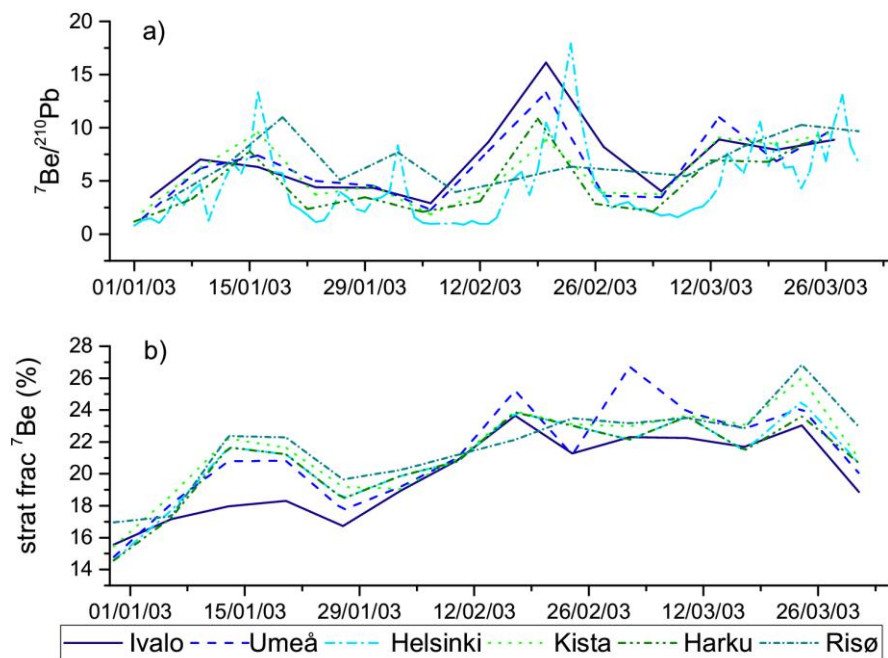 a)
⁷Be/²¹⁰Pb
20
15
10
5
0
01/01/03 15/01/03 29/01/03 12/02/03 26/02/03 12/03/03 26/03/03
b)
strat frac ⁷Be (%)
28
26
24
22
20
18
16
14
01/01/03 15/01/03 29/01/03 12/02/03 26/02/03 12/03/03 26/03/03
Ivalo Umeå Helsinki Kista Harku Risø